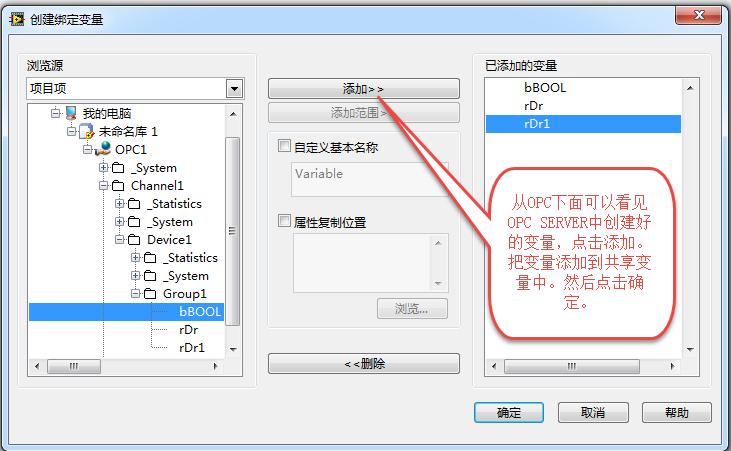 创建绑定变量
浏览源
项目项
我的电脑
未命名库 1
OPC1
_System
Channel1
_Statistics
_System
Device1
_Statistics
_System
Group1
bBOOL
rDr
rDr1
添加>>
添加范围>
自定义基本名称
Variable
属性复制位置
浏览...
<<删除
已添加的变量
bBOOL
rDr
rDr1
从OPC下面可以看见
OPC SERVER中创建好
的变量，点击添加。
把变量添加到共享变
量中。然后点击确
定。
确定
取消
帮助